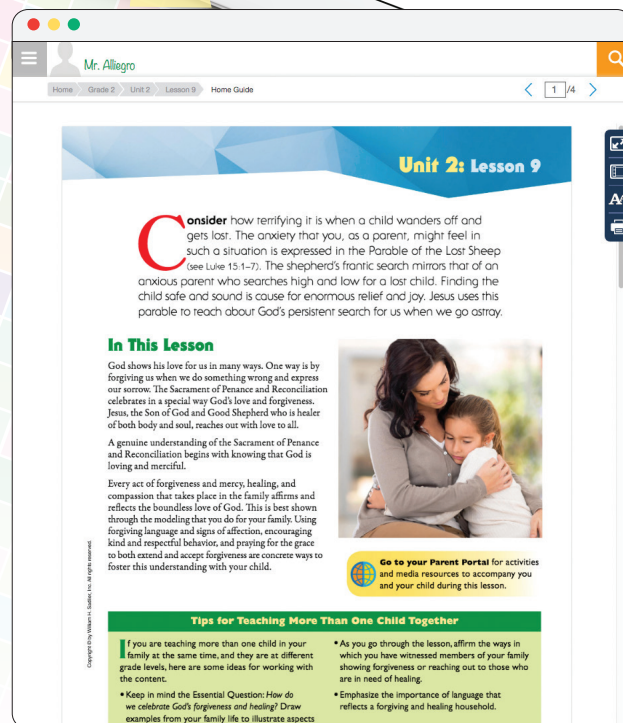 Mr. Allegro
Home Grade 2 Unit 2 Lesson 9 Home Guide
1 /4
Unit 2: Lesson 9
Consider how terrifying it is when a child wanders off and
gets lost. The anxiety that you, as a parent, might feel in
such a situation is expressed in the Parable of the Lost Sheep
(see Luke 15:1–7). The shepherd's frantic search mirrors that of an
anxious parent who searches high and low for a lost child. Finding the
child safe and sound is cause for enormous relief and joy. Jesus uses this
parable to teach about God's persistent search for us when we go astray.
In This Lesson
God shows his love for us in many ways. One way is by
forgiving us when we do something wrong and express
our sorrow. The Sacrament of Penance and Reconciliation
celebrates in a special way God's love and forgiveness.
Jesus, the Son of God and Good Shepherd who is healer
of both body and soul, reaches out with love to all.
A genuine understanding of the Sacrament of Penance
and Reconciliation begins with knowing that God is
loving and merciful.
Every act of forgiveness and mercy, healing, and
compassion that takes place in the family affirms and
reflects the boundless love of God. This is best shown
through the modeling that you do for your family. Using
forgiving language and signs of affection, encouraging
kind and respectful behavior, and praying for the grace
to both extend and accept forgiveness are concrete ways to
foster this understanding with your child.
Go to your Parent Portal for activities
and media resources to accompany you
and your child during this lesson.
Copyright © by William H. Sadlier, Inc. All rights reserved.
Tips for Teaching More Than One Child Together
If you are teaching more than one child in your
family at the same time, and they are at different
grade levels, here are some ideas for working with
the content.
• Keep in mind the Essential Question: How do
we celebrate God's forgiveness and healing? Draw
examples from your family life to illustrate aspects
• As you go through the lesson, affirm the ways in
which you have witnessed members of your family
showing forgiveness or reaching out to those who
are in need of healing.
• Emphasize the importance of language that
reflects a forgiving and healing household.